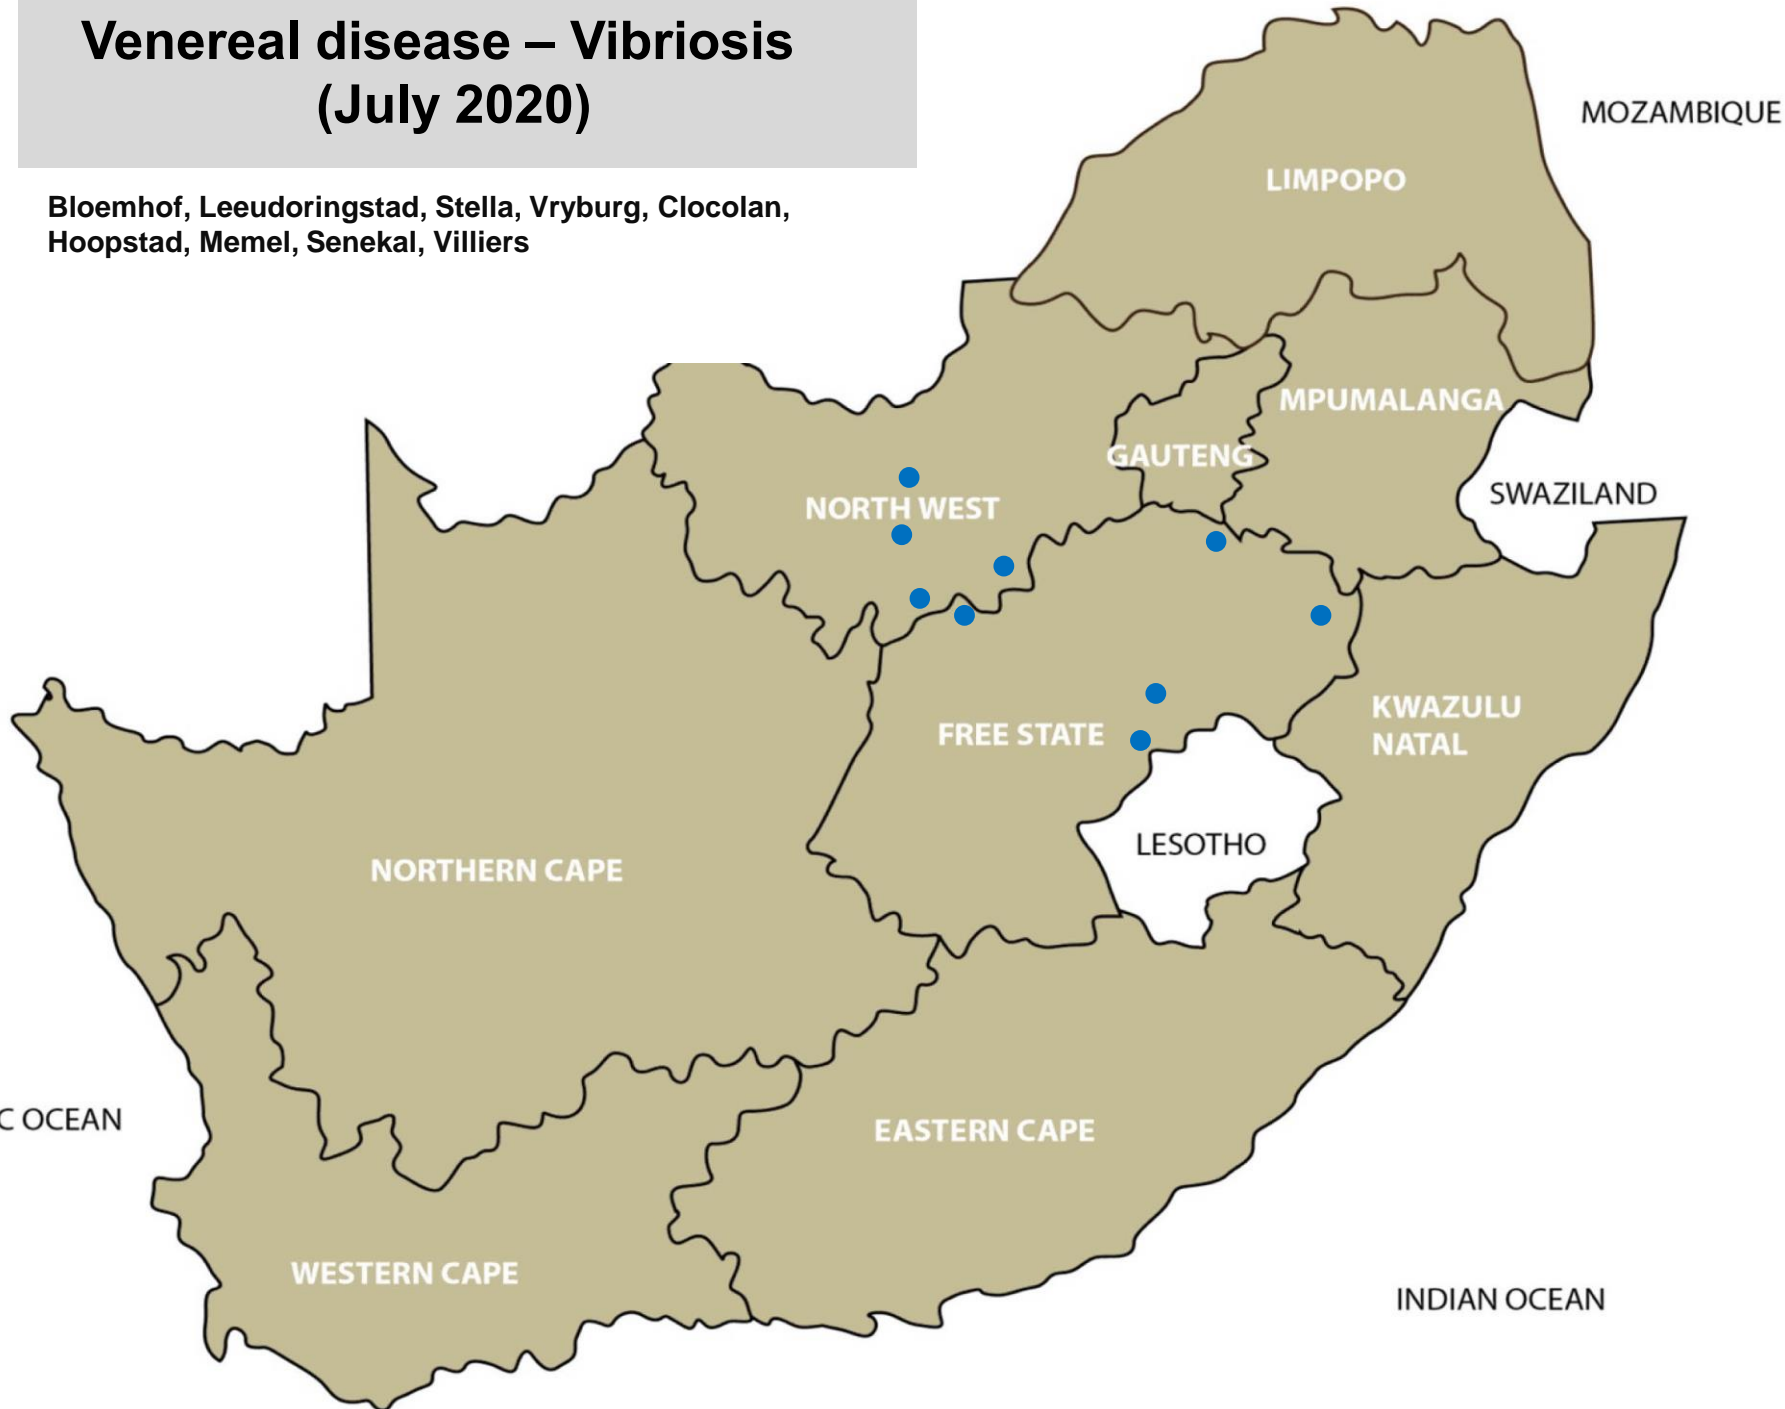 Venereal disease – Vibriosis
(July 2020)
Bloemhof, Leeudoringstad, Stella, Vryburg, Clocolan,
Hoopstad, Memel, Senekal, Villiers
MOZAMBIQUE
LIMPOPO
MPUMALANGA
GAUTENG
SWAZILAND
NORTH WEST
KWAZULU
NATAL
FREE STATE
LESOTHO
NORTHERN CAPE
C OCEAN
EASTERN CAPE
WESTERN CAPE
INDIAN OCEAN